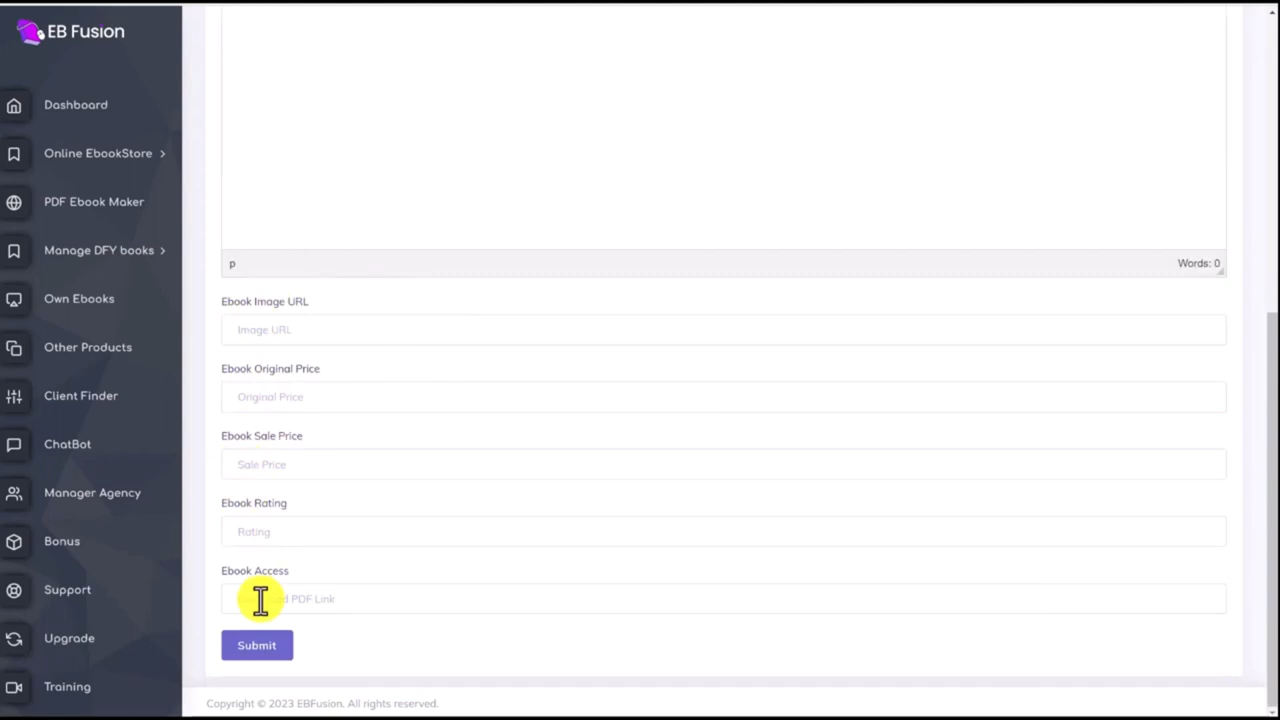 EB Fusion
Dashboard
Online EbookStore
PDF Ebook Maker
Manage DFY books
Own Ebooks
Other Products
Client Finder
ChatBot
Manager Agency
Bonus
Support
Upgrade
Training
p
Words: 0
Ebook Image URL
Image URL
Ebook Original Price
Original Price
Ebook Sale Price
Sale Price
Ebook Rating
Rating
Ebook Access
PDF Link
Submit
Copyright © 2023 EBFusion. All rights reserved.